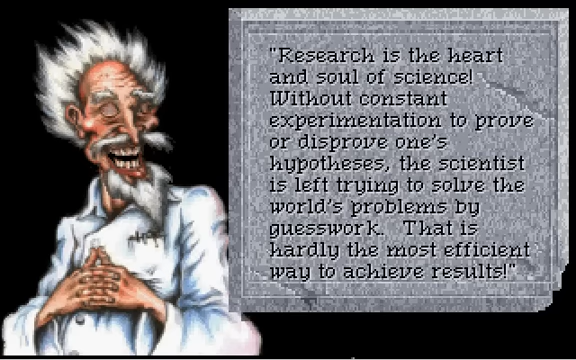 "Research is the heart
and soul of science!
Without constant
experimentation to prove
or disprove one's
hypotheses, the scientist
is left trying to solve the
world's problems by
guesswork.  That is
hardly the most efficient
way to achieve results!"